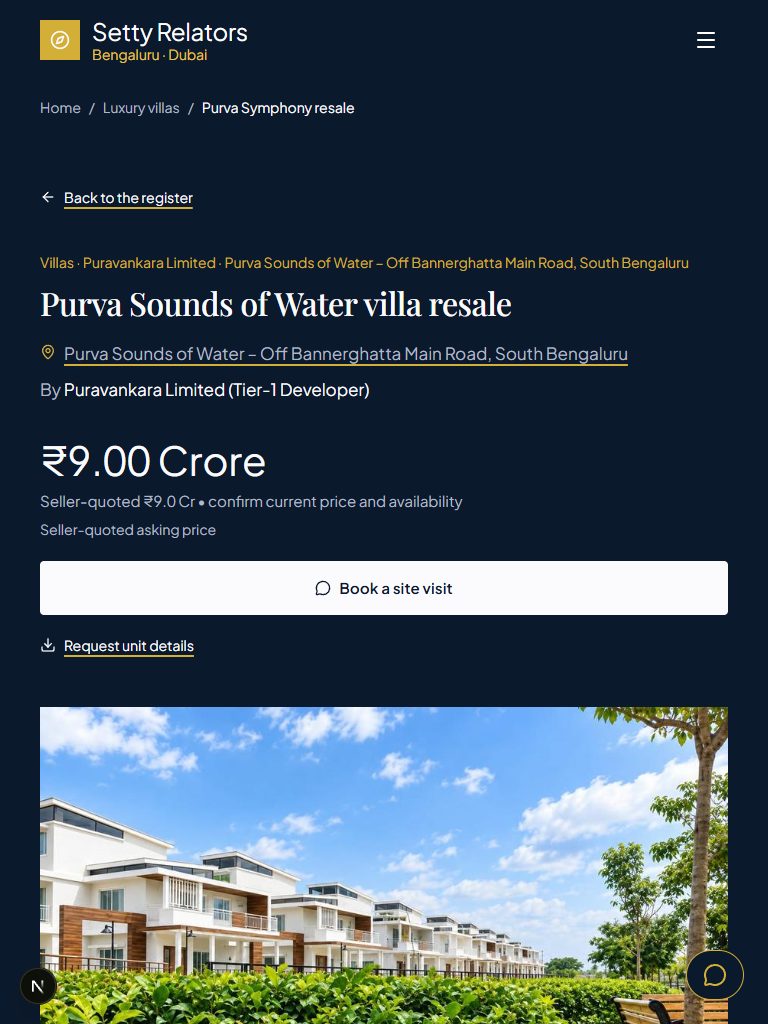 Setty Relators
Bengaluru · Dubai
Home / Luxury villas / Purva Symphony resale
Back to the register
Villas · Puravankara Limited · Purva Sounds of Water – Off Bannerghatta Main Road, South Bengaluru
Purva Sounds of Water villa resale
Purva Sounds of Water – Off Bannerghatta Main Road, South Bengaluru
By Puravankara Limited (Tier-1 Developer)
₹9.00 Crore
Seller-quoted ₹9.0 Cr • confirm current price and availability
Seller-quoted asking price
Book a site visit
Request unit details
N